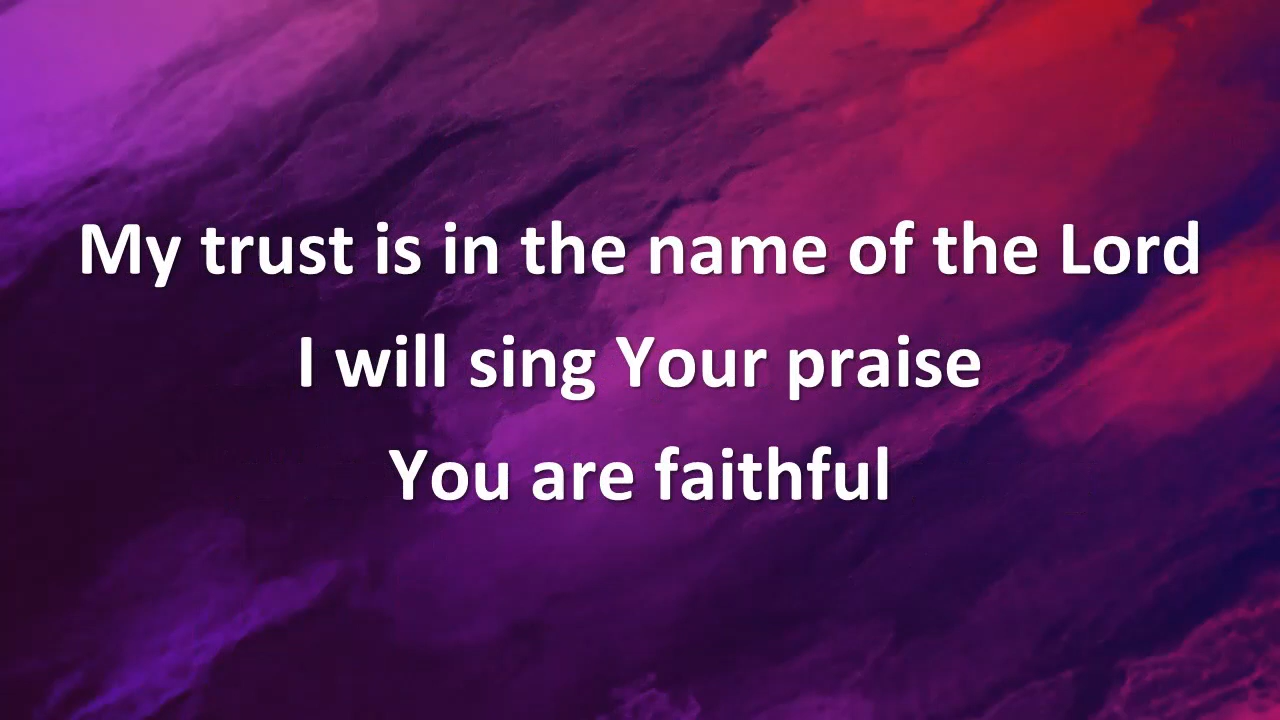 My trust is in the name of the Lord
I will sing Your praise
You are faithful